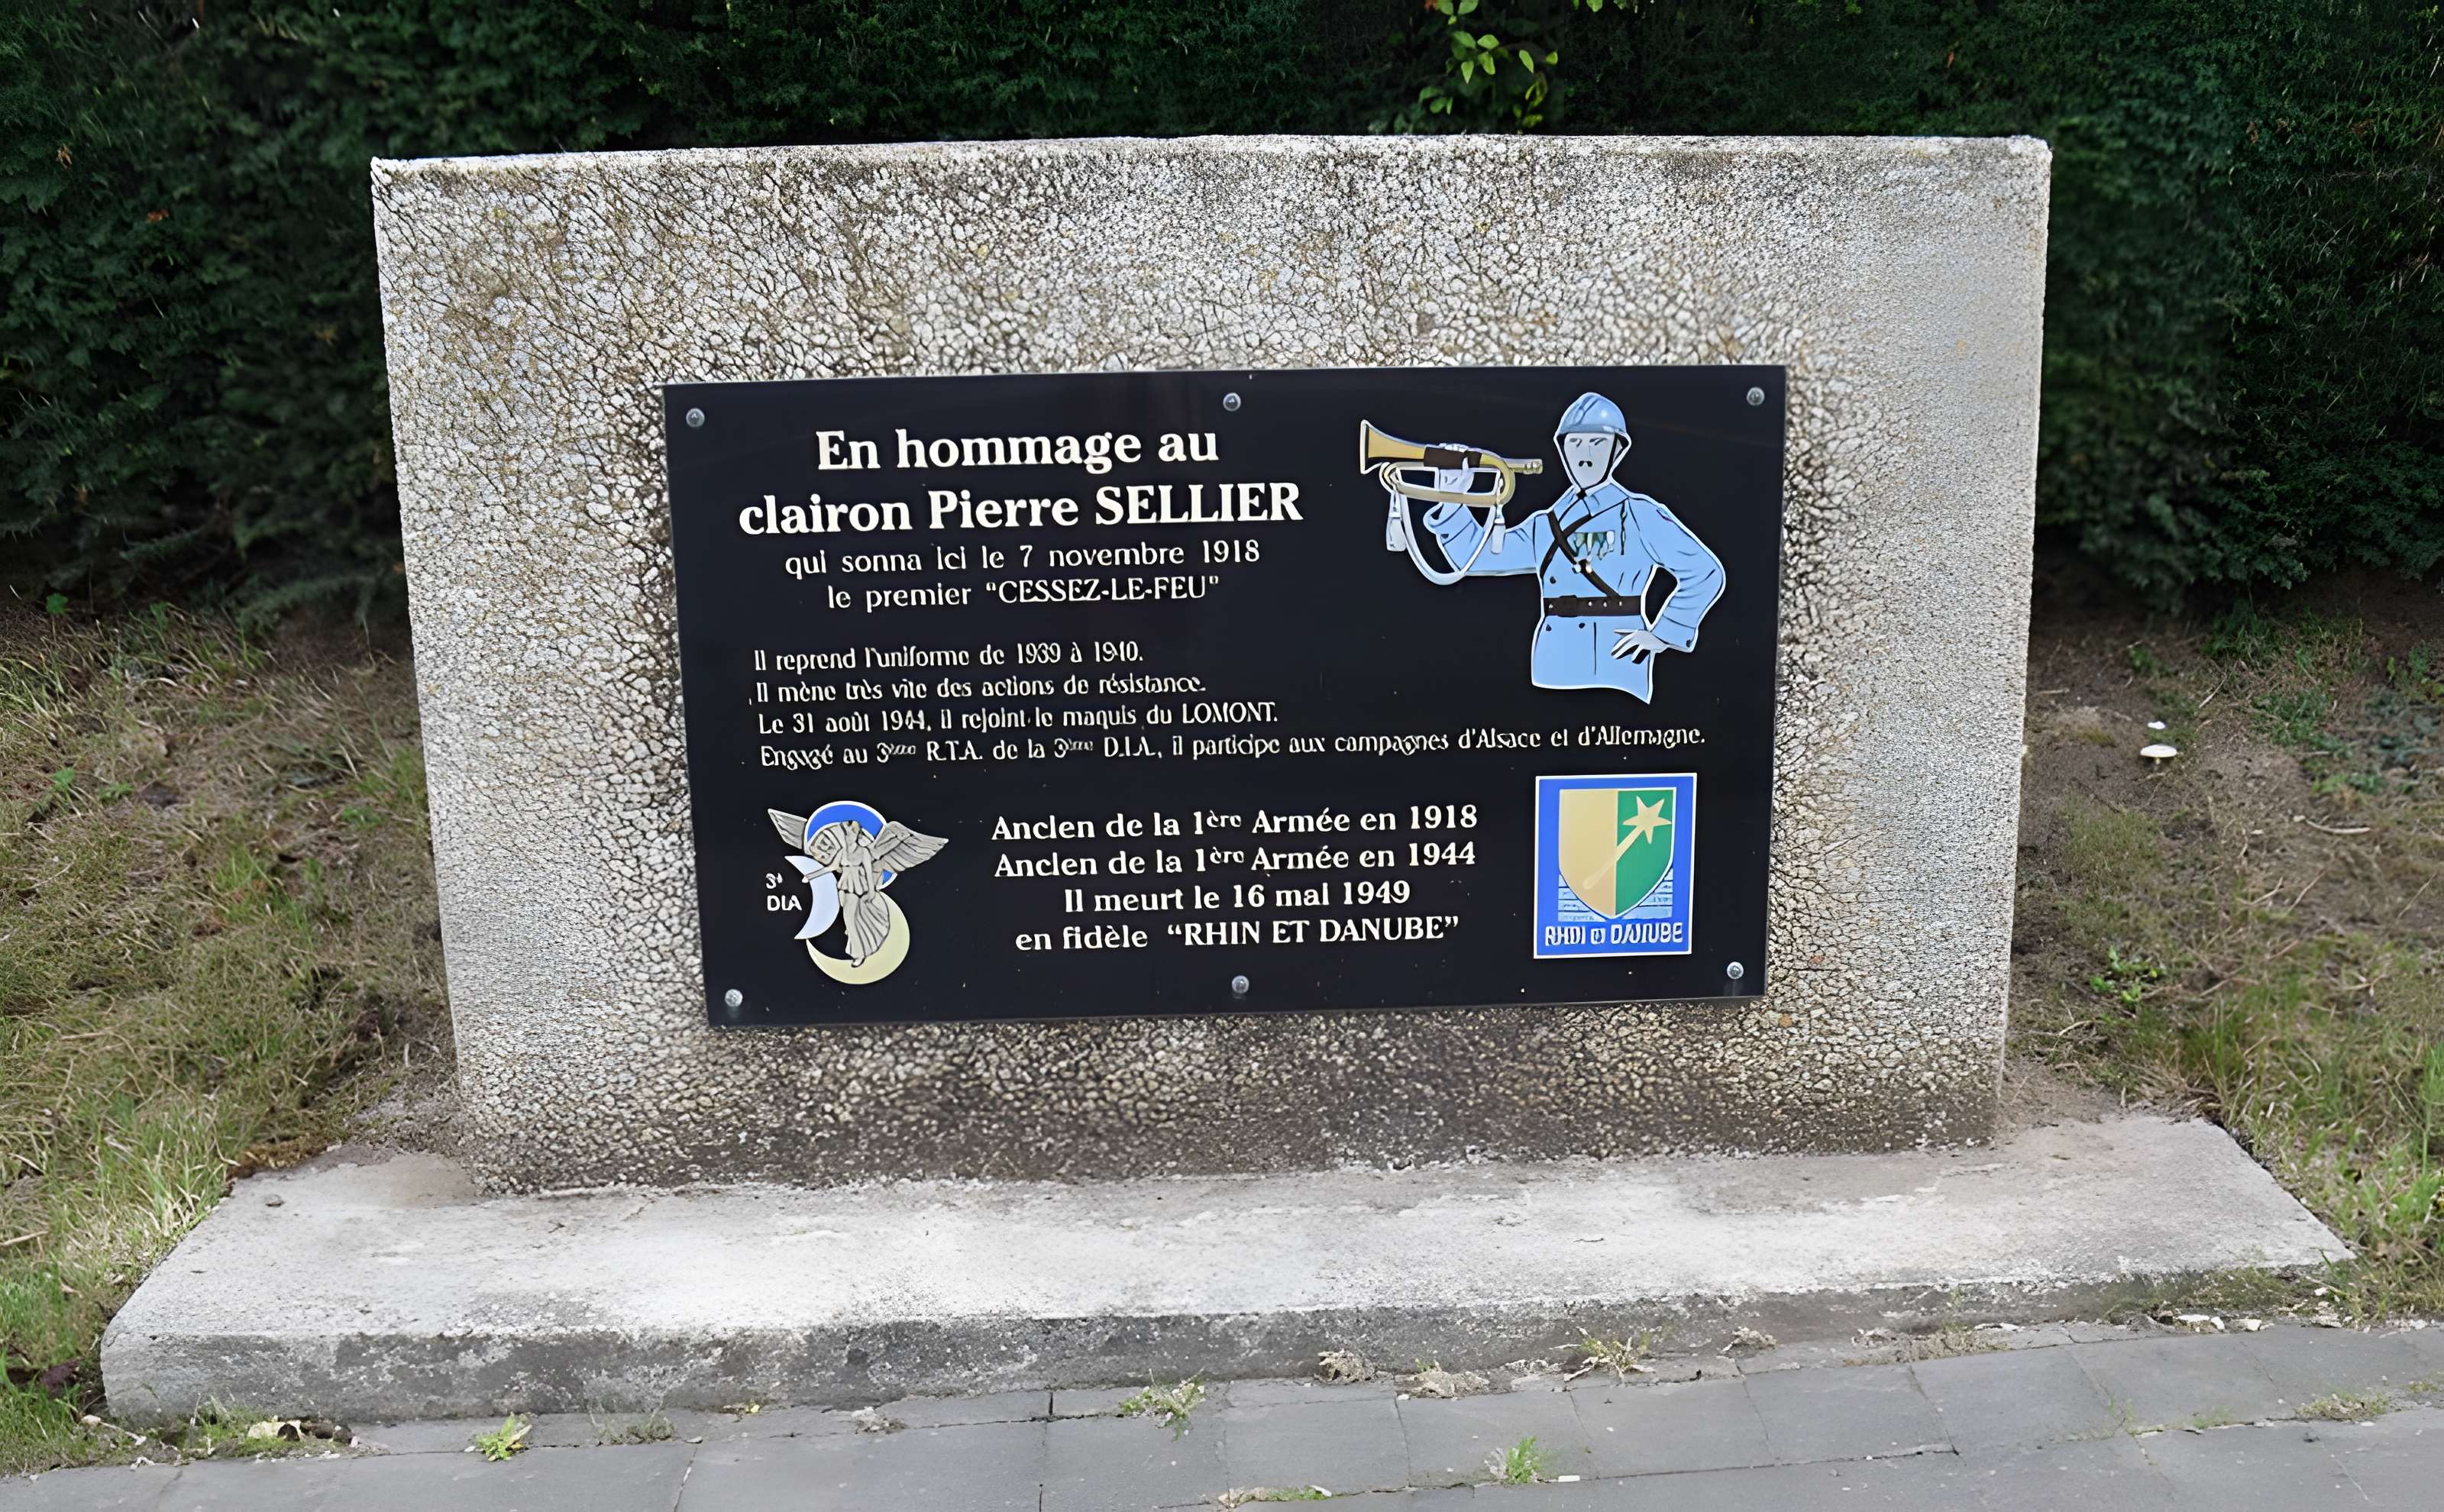 En hommage au
clairon Pierre SELLIER
qui sonna ici le 7 novembre 1918
le premier "CESSEZ-LE-FEU"
Il reprend l'uniforme de 1939 à 1940.
Il mène très vite des actions de résistance.
Le 31 août 1944, il rejoint le maquis du LOMONT.
Engagé au 3ème R.T.A. de la 3ème D.I.A., il participe aux campagnes d'Alsace et d'Allemagne.
3e
DIA
Ancien de la 1ère Armée en 1918
Ancien de la 1ère Armée en 1944
Il meurt le 16 mai 1949
en fidèle "RHIN ET DANUBE"
RHIN ET DANUBE